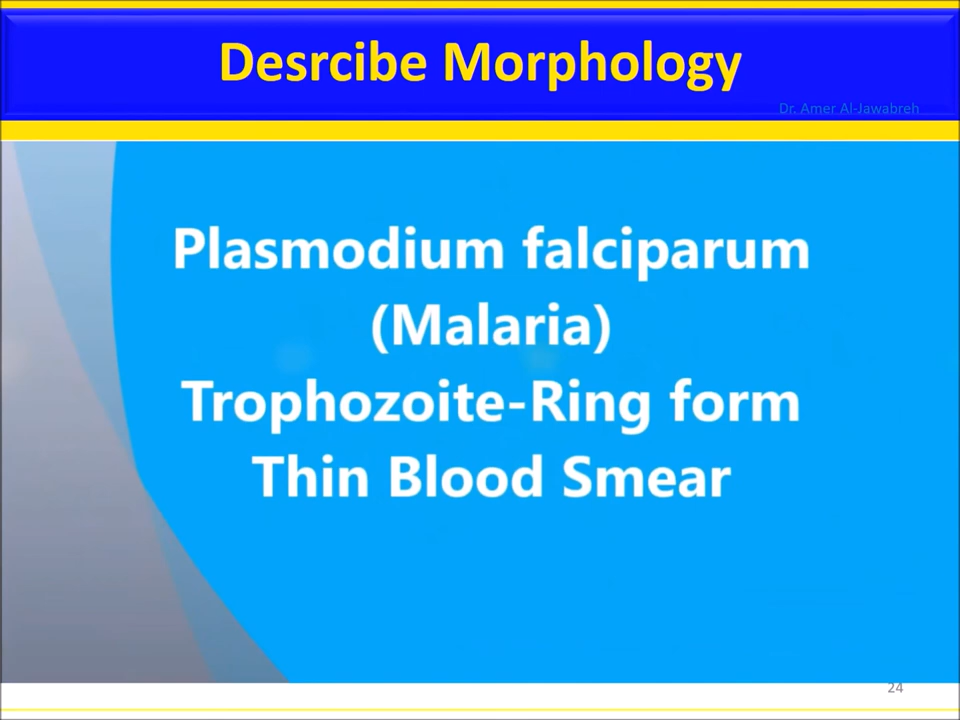 Desrcibe Morphology
Dr. Amer Al-Jawabreh
Plasmodium falciparum
(Malaria)
Trophozoite-Ring form
Thin Blood Smear
24